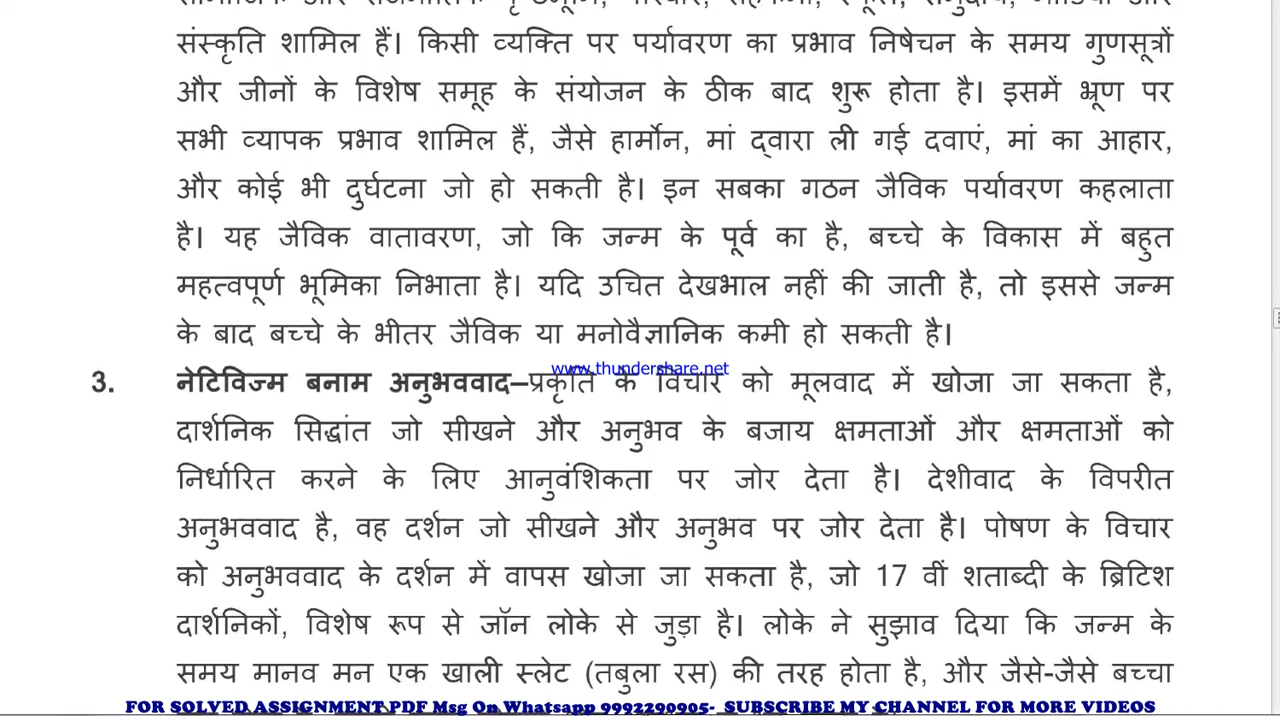 संस्कृति शामिल हैं। किसी व्यक्ति पर पर्यावरण का प्रभाव निषेचन के समय गुणसूत्रों
और जीनों के विशेष समूह के संयोजन के ठीक बाद शुरू होता है। इसमें भ्रूण पर
सभी व्यापक प्रभाव शामिल हैं, जैसे हार्मोन, मां द्वारा ली गई दवाएं, मां का आहार,
और कोई भी दुर्घटना जो हो सकती है। इन सबका गठन जैविक पर्यावरण कहलाता
है। यह जैविक वातावरण, जो कि जन्म के पूर्व का है, बच्चे के विकास में बहुत
महत्वपूर्ण भूमिका निभाता है। यदि उचित देखभाल नहीं की जाती है, तो इससे जन्म
के बाद बच्चे के भीतर जैविक या मनोवैज्ञानिक कमी हो सकती है।
www.thundershare.net
3. नेटिविज्म बनाम अनुभववाद–प्रकृति के विचार को मूलवाद में खोजा जा सकता है,
दार्शनिक सिद्धांत जो सीखने और अनुभव के बजाय क्षमताओं और क्षमताओं को
निर्धारित करने के लिए आनुवंशिकता पर जोर देता है। देशीवाद के विपरीत
अनुभववाद है, वह दर्शन जो सीखने और अनुभव पर जोर देता है। पोषण के विचार
को अनुभववाद के दर्शन में वापस खोजा जा सकता है, जो 17 वीं शताब्दी के ब्रिटिश
दार्शनिकों, विशेष रूप से जॉन लोके से जुड़ा है। लोके ने सुझाव दिया कि जन्म के
समय मानव मन एक खाली स्लेट (तबुला रस) की तरह होता है, और जैसे-जैसे बच्चा
FOR SOLVED ASSIGNMENT PDF Msg On Whatsapp 9992290905- SUBSCRIBE MY CHANNEL FOR MORE VIDEOS